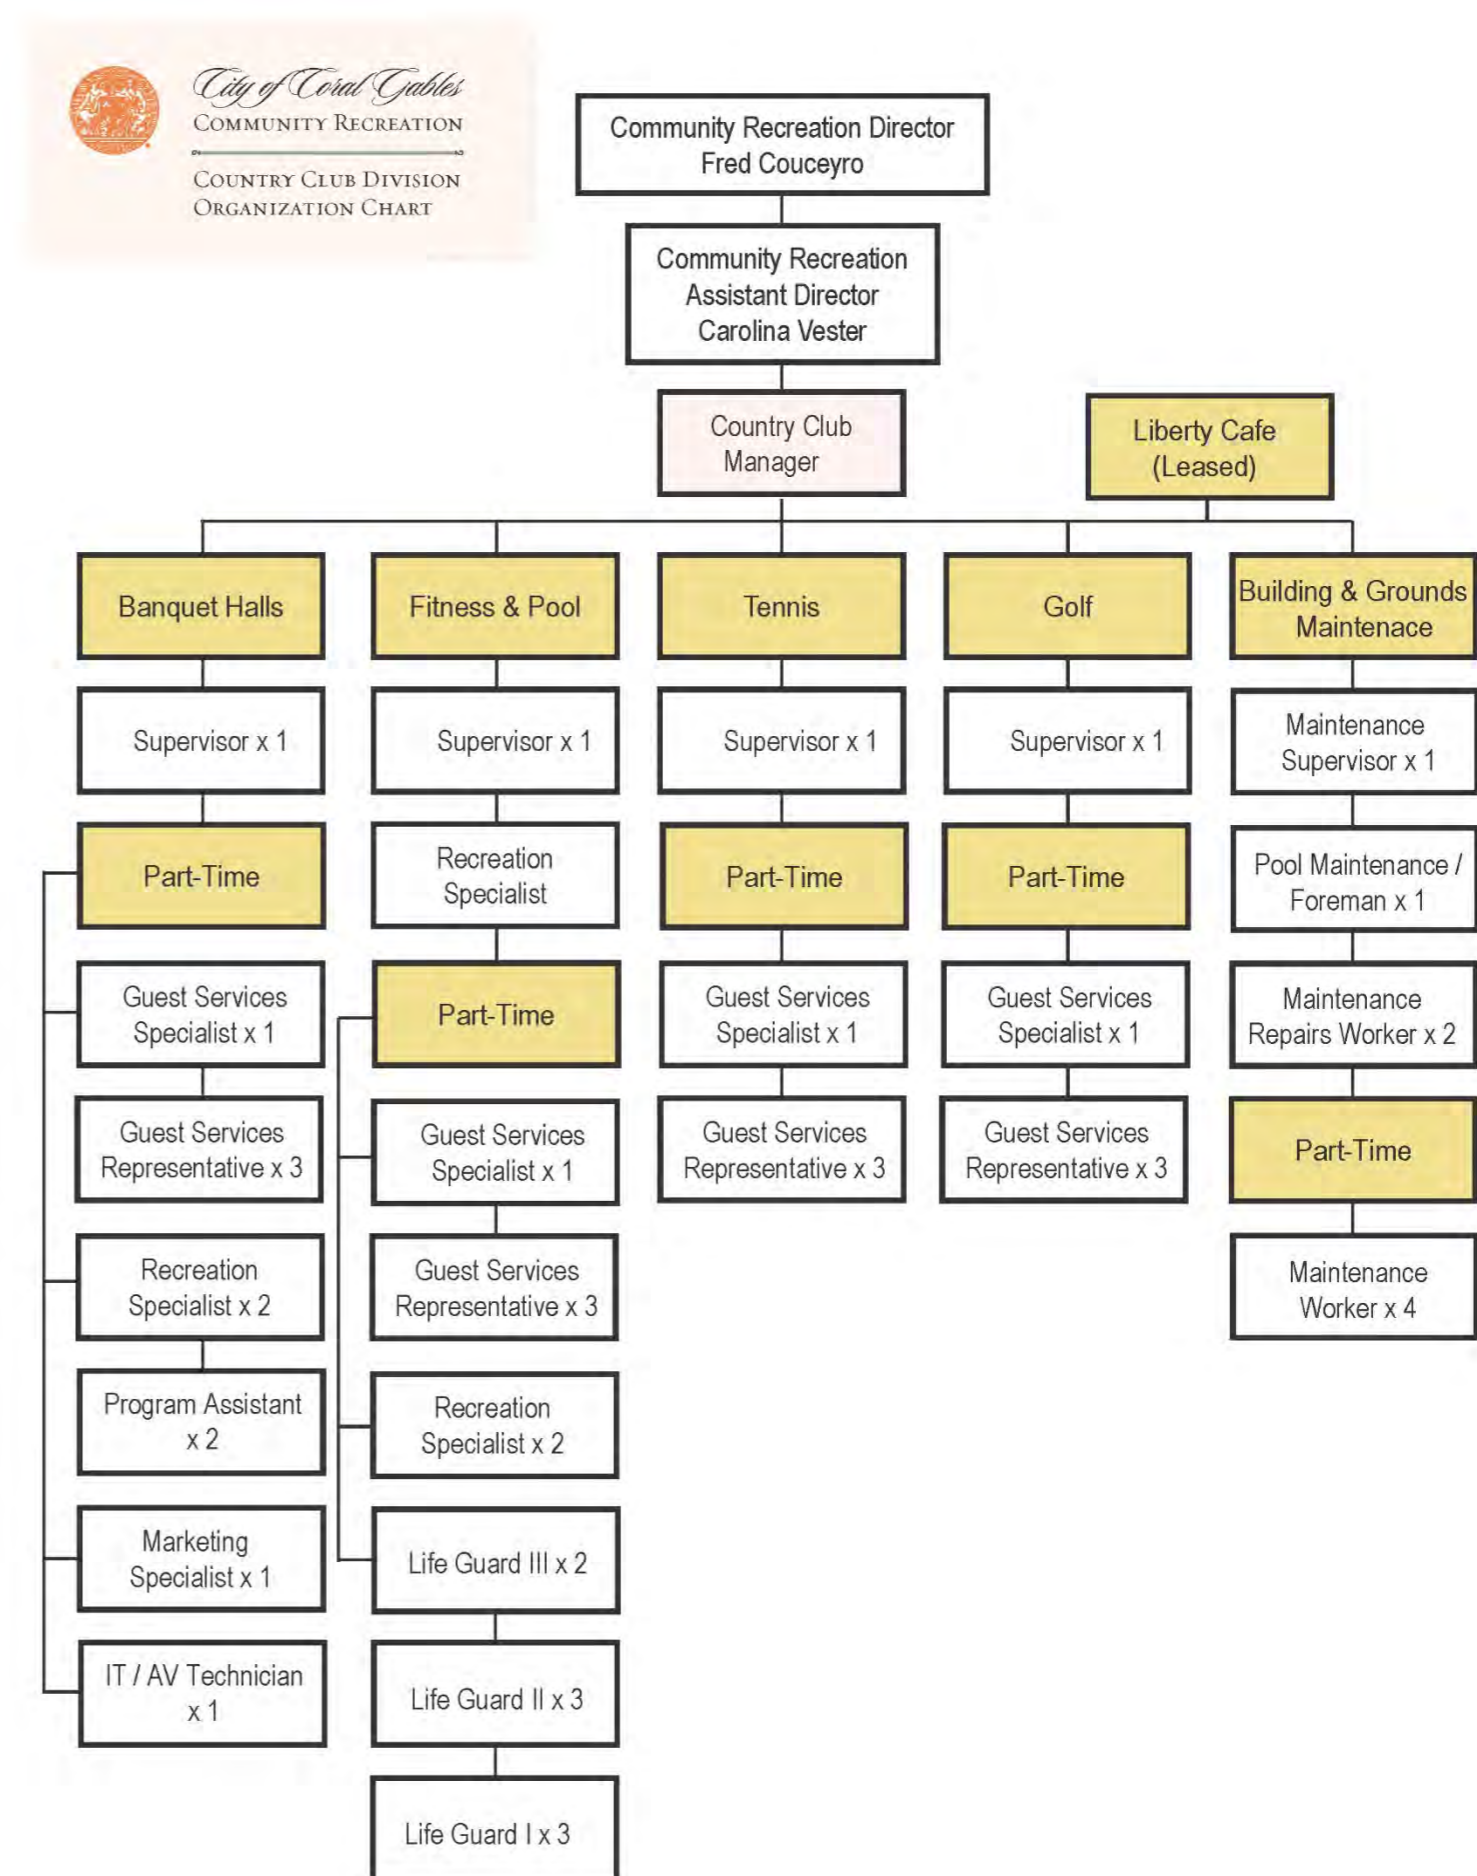 City of Coral Gables
COMMUNITY RECREATION
COUNTRY CLUB DIVISION
ORGANIZATION CHART
Community Recreation Director
Fred Couceyro
Community Recreation
Assistant Director
Carolina Vester
Country Club
Manager
Liberty Cafe
(Leased)
Banquet Halls
Fitness & Pool
Tennis
Golf
Building & Grounds
Maintenace
Supervisor x 1
Supervisor x 1
Supervisor x 1
Supervisor x 1
Maintenance
Supervisor x 1
Part-Time
Recreation
Specialist
Part-Time
Part-Time
Pool Maintenance /
Foreman x 1
Guest Services
Specialist x 1
Part-Time
Guest Services
Specialist x 1
Guest Services
Specialist x 1
Maintenance
Repairs Worker x 2
Guest Services
Representative x 3
Guest Services
Specialist x 1
Guest Services
Representative x 3
Guest Services
Representative x 3
Part-Time
Recreation
Specialist x 2
Guest Services
Representative x 3
Maintenance
Worker x 4
Program Assistant
x 2
Recreation
Specialist x 2
Marketing
Specialist x 1
Life Guard III x 2
IT / AV Technician
x 1
Life Guard II x 3
Life Guard I x 3